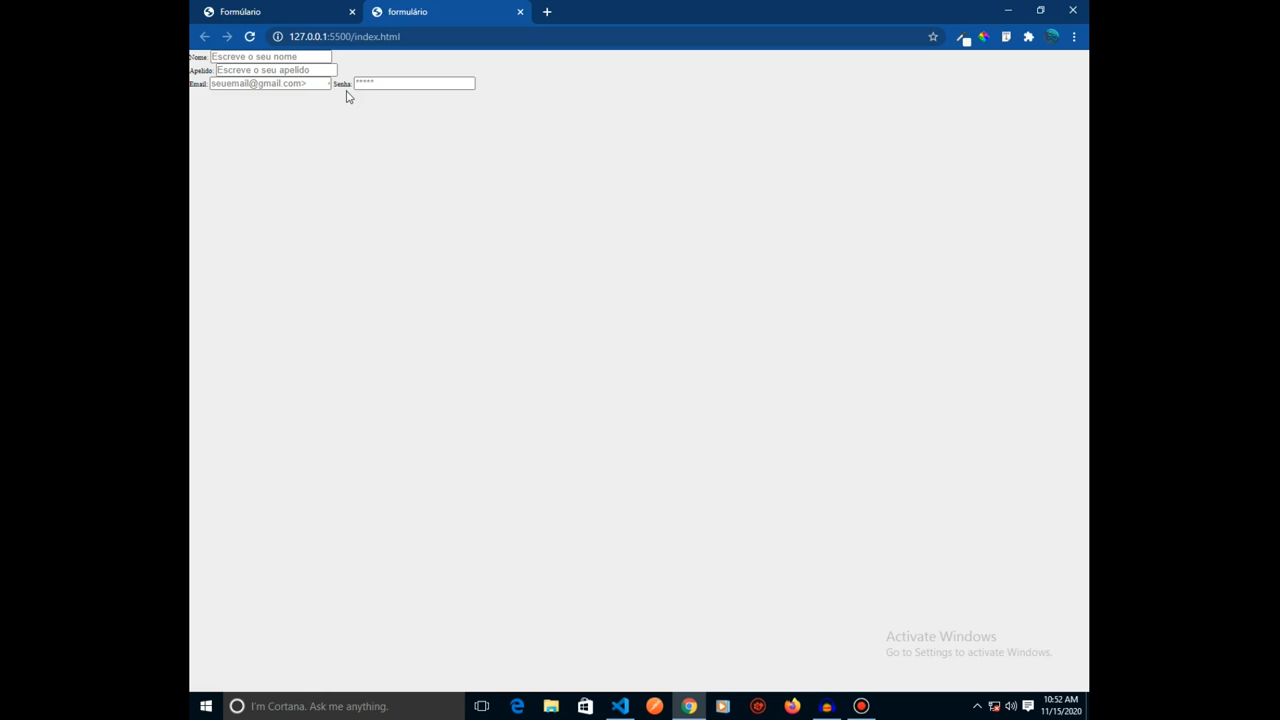 Formúlario
formulário
127.0.0.1:5500/index.html
Nome: Escreve o seu nome
Apelido: Escreve o seu apelido
Email: seuemail@gmail.com> Senha: *****
Activate Windows
Go to Settings to activate Windows.
I'm Cortana. Ask me anything.
10:52 AM
11/15/2020